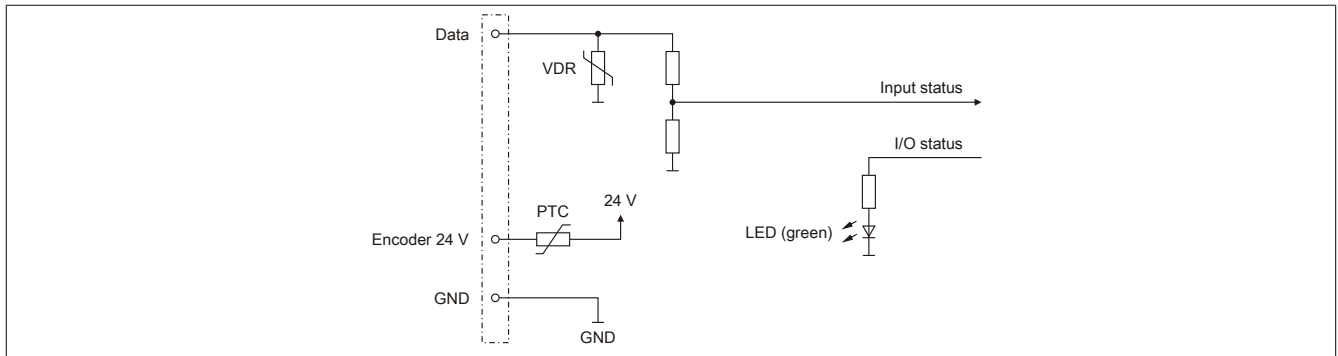 Data
VDR
Input status
I/O status
24 V
PTC
LED (green)
Encoder 24 V
GND
GND